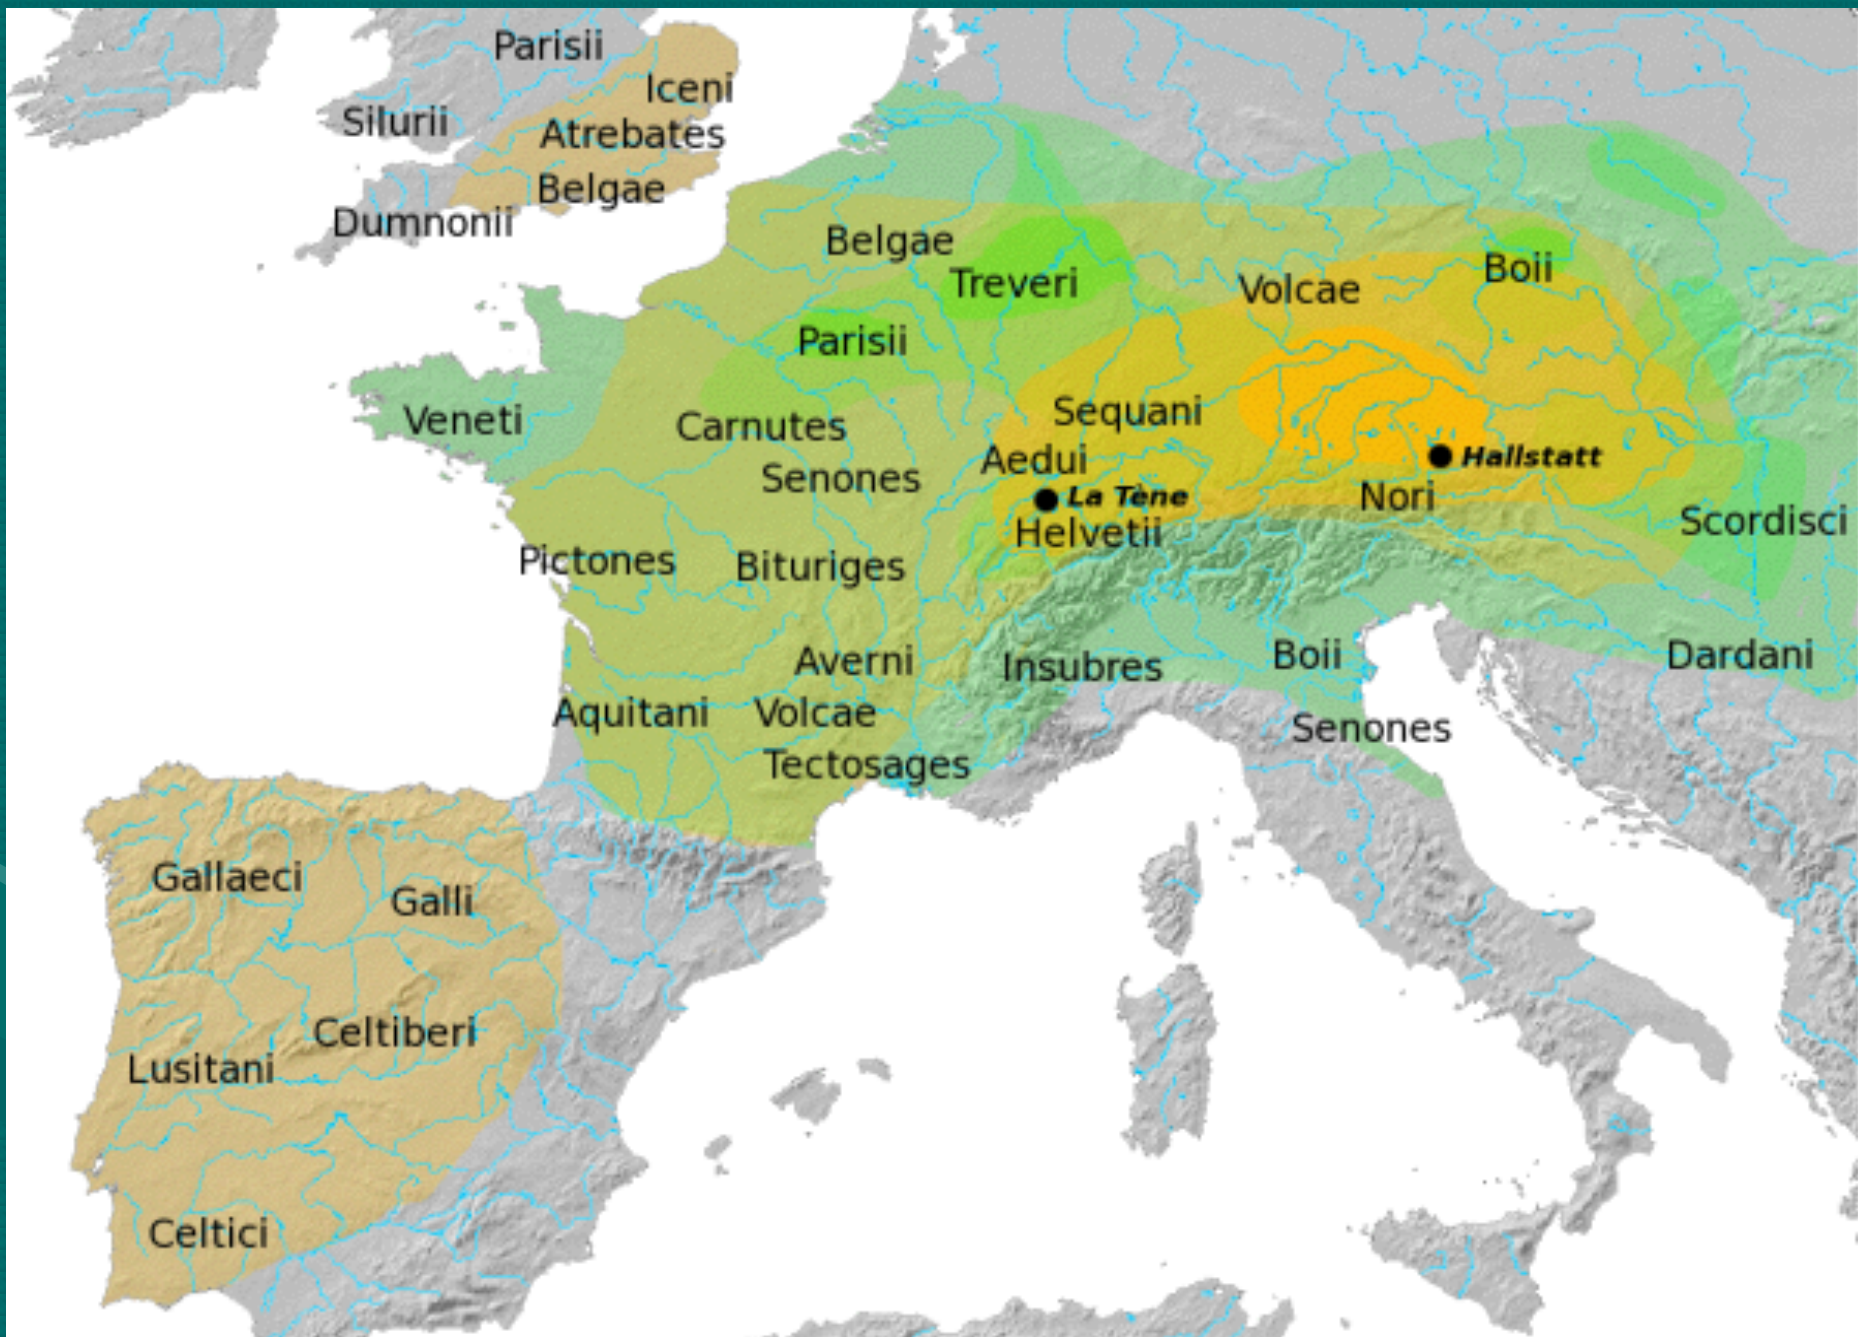 Parisii
Iceni
Silurii
Atrebates
Belgae
Dumnonii
Belgae
Treveri
Volcae
Boii
Parisii
Veneti
Carnutes
Sequani
Aedui
Hallstatt
Senones
La Tène
Nori
Helvetii
Scordisci
Pictones
Bituriges
Averni
Insubres
Boii
Dardani
Aquitani
Volcae
Tectosages
Senones
Gallaeci
Galli
Celtiberi
Lusitani
Celtici